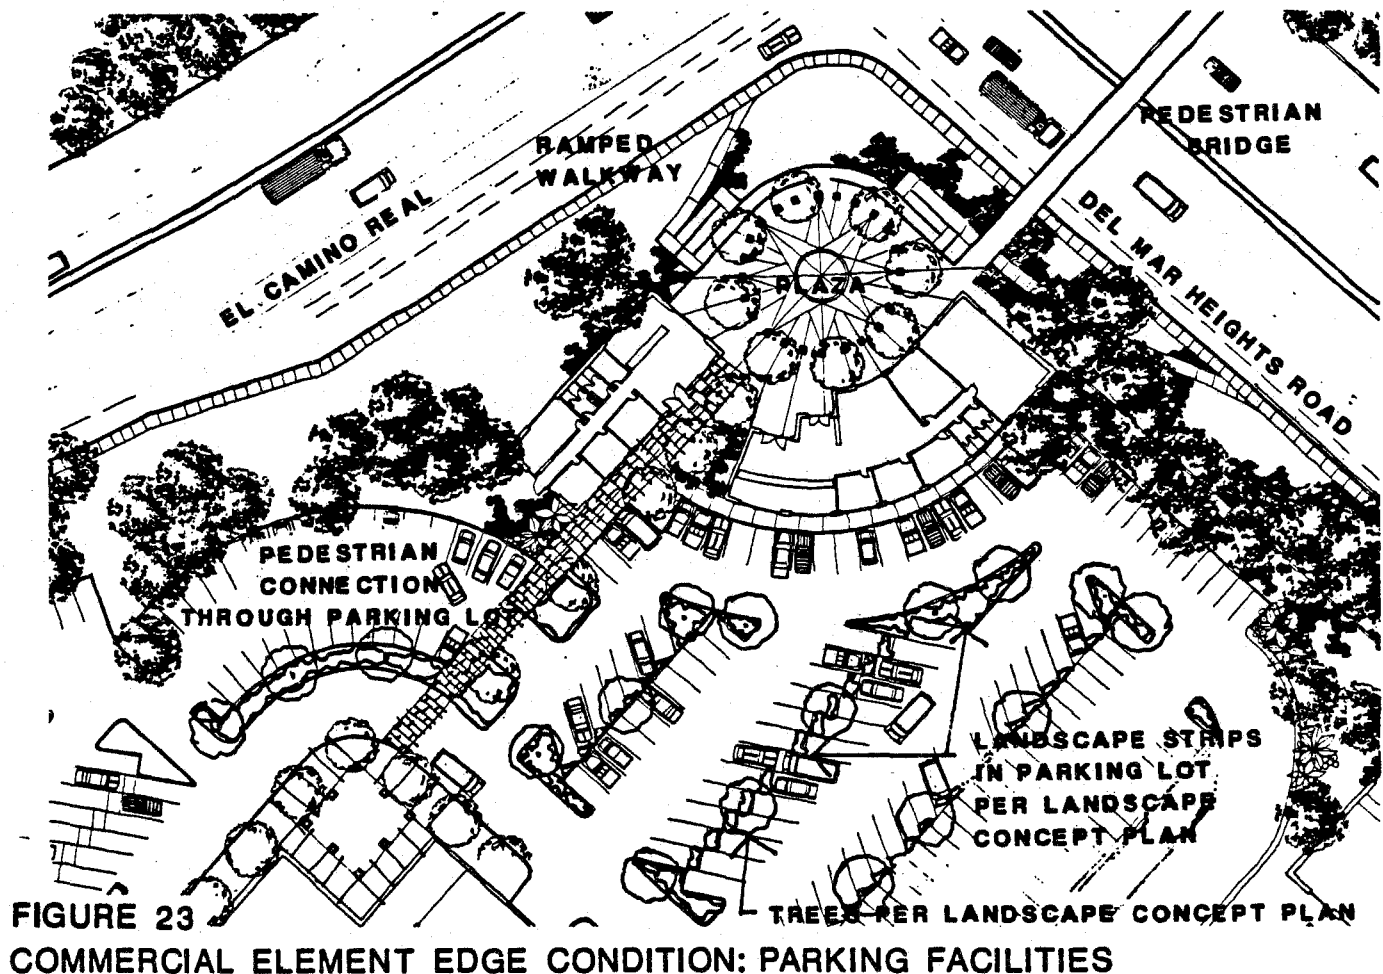 PEDESTRIAN
BRIDGE
RAMPED
WALKWAY
EL CAMINO REAL
DEL MAR HEIGHTS ROAD
PLAZA
PEDESTRIAN
CONNECTION
THROUGH PARKING LOT
LANDSCAPE STRIPS
IN PARKING LOT
PER LANDSCAPE
CONCEPT PLAN
TREES PER LANDSCAPE CONCEPT PLAN
FIGURE 23
COMMERCIAL ELEMENT EDGE CONDITION: PARKING FACILITIES